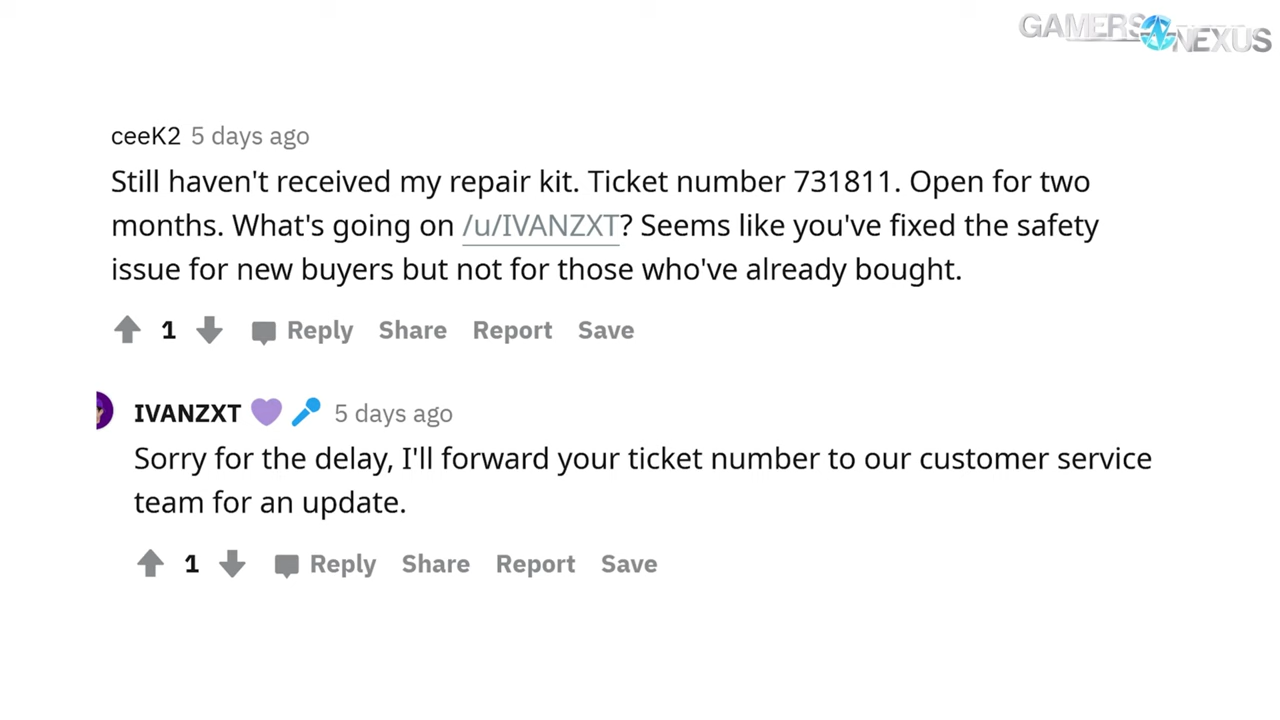 GAMERS NEXUS
ceeK2 5 days ago
Still haven't received my repair kit. Ticket number 731811. Open for two
months. What's going on /u/IVANZXT? Seems like you've fixed the safety
issue for new buyers but not for those who've already bought.
1 Reply Share Report Save
IVANZXT 5 days ago
Sorry for the delay, I'll forward your ticket number to our customer service
team for an update.
1 Reply Share Report Save